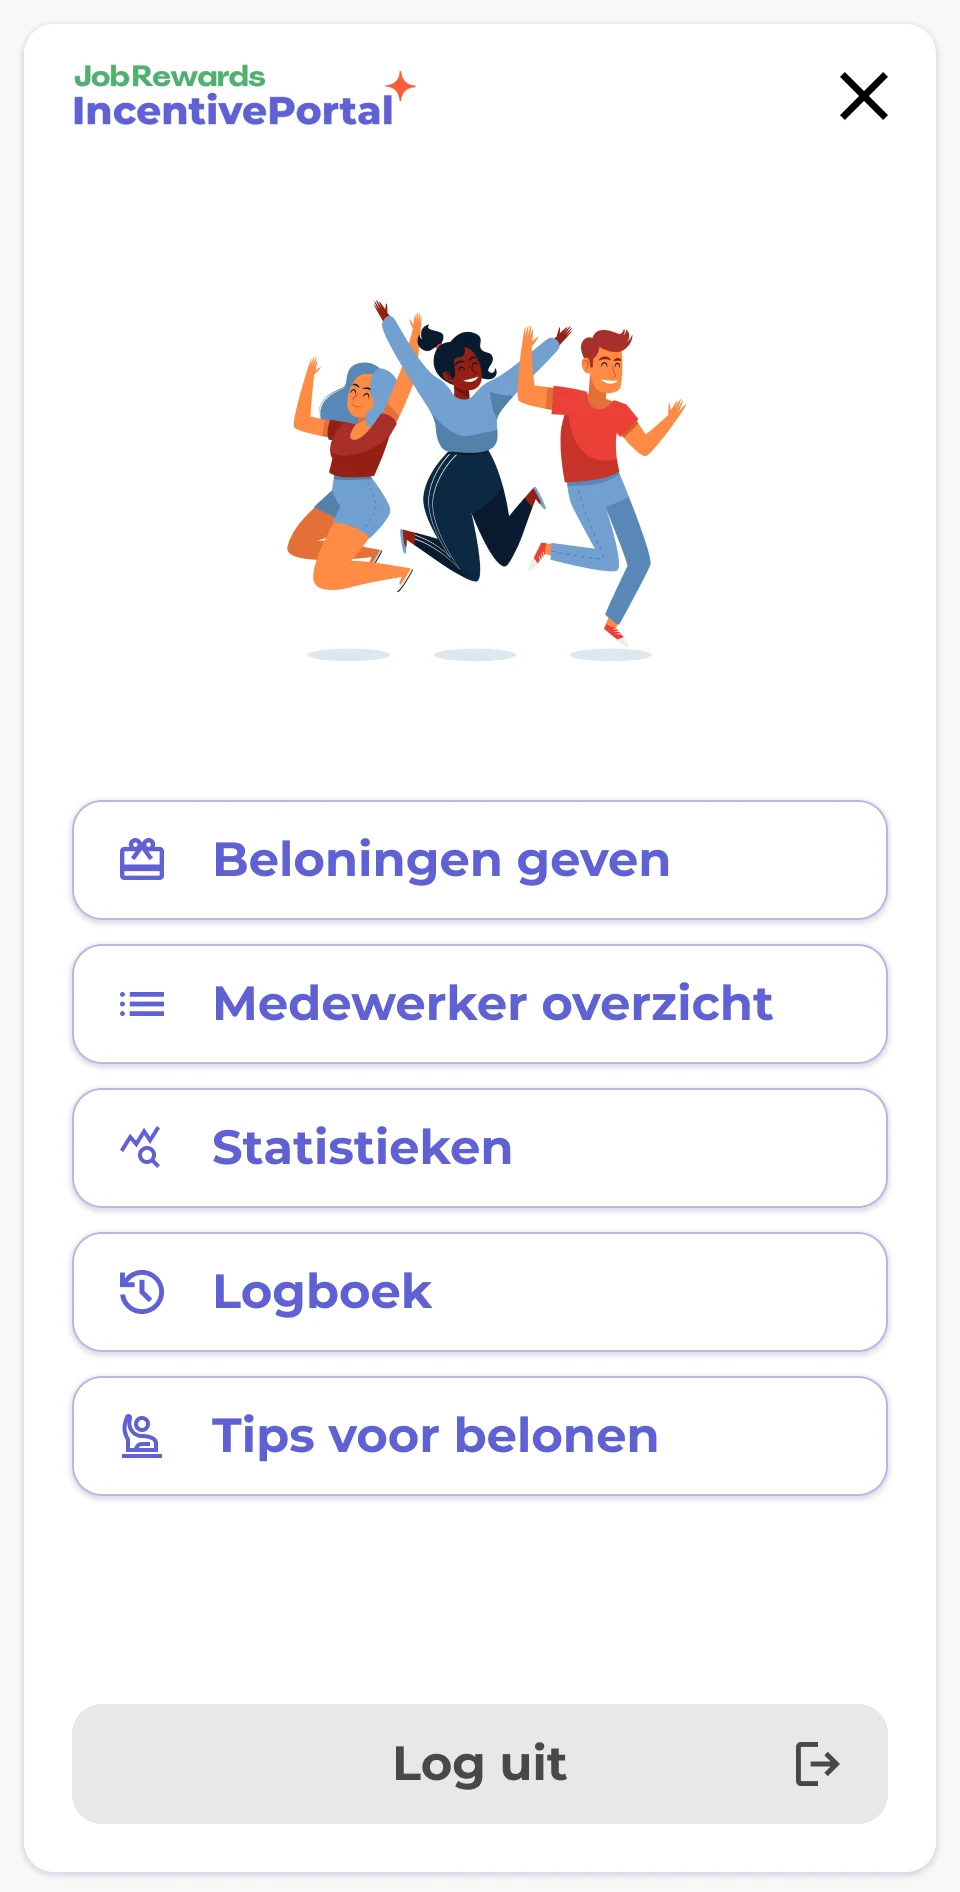 JobRewards
IncentivePortal
Beloningen geven
Medewerker overzicht
Statistieken
Logboek
Tips voor belonen
Log uit